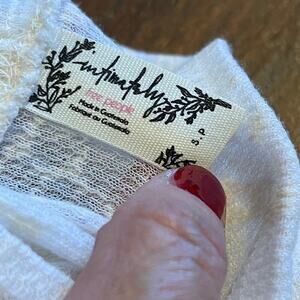 intimately
free people
Made in Guatemala
Fabriqué au Guatemala
S P